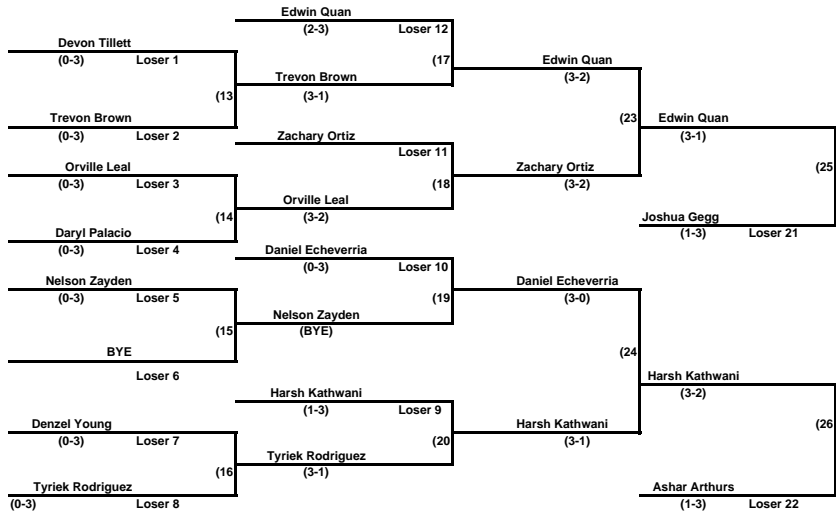 Edwin Quan
(2-3) Loser 12
Devon Tillett
(0-3) Loser 1
(17
Edwin Quan
(3-2)
Trevon Brown
(3-1)
(13
Trevon Brown
(0-3) Loser 2
(23
Edwin Quan
(3-1)
Zachary Ortiz
Loser 11
Orville Leal
(0-3) Loser 3
(18
Zachary Ortiz
(3-2)
(25
Orville Leal
(3-2)
(14
Daryl Palacio
(0-3) Loser 4
Joshua Gegg
(1-3) Loser 21
Daniel Echeverria
(0-3) Loser 10
Nelson Zayden
(0-3) Loser 5
(19
Daniel Echeverria
(3-0)
Nelson Zayden
(BYE)
(15
BYE
Loser 6
(24
Harsh Kathwani
(3-2)
Harsh Kathwani
(1-3) Loser 9
Denzel Young
(0-3) Loser 7
(20
Harsh Kathwani
(3-1)
(26
Tyriek Rodriguez
(3-1)
(16
Tyriek Rodriguez
(0-3) Loser 8
Ashar Arthurs
(1-3) Loser 22